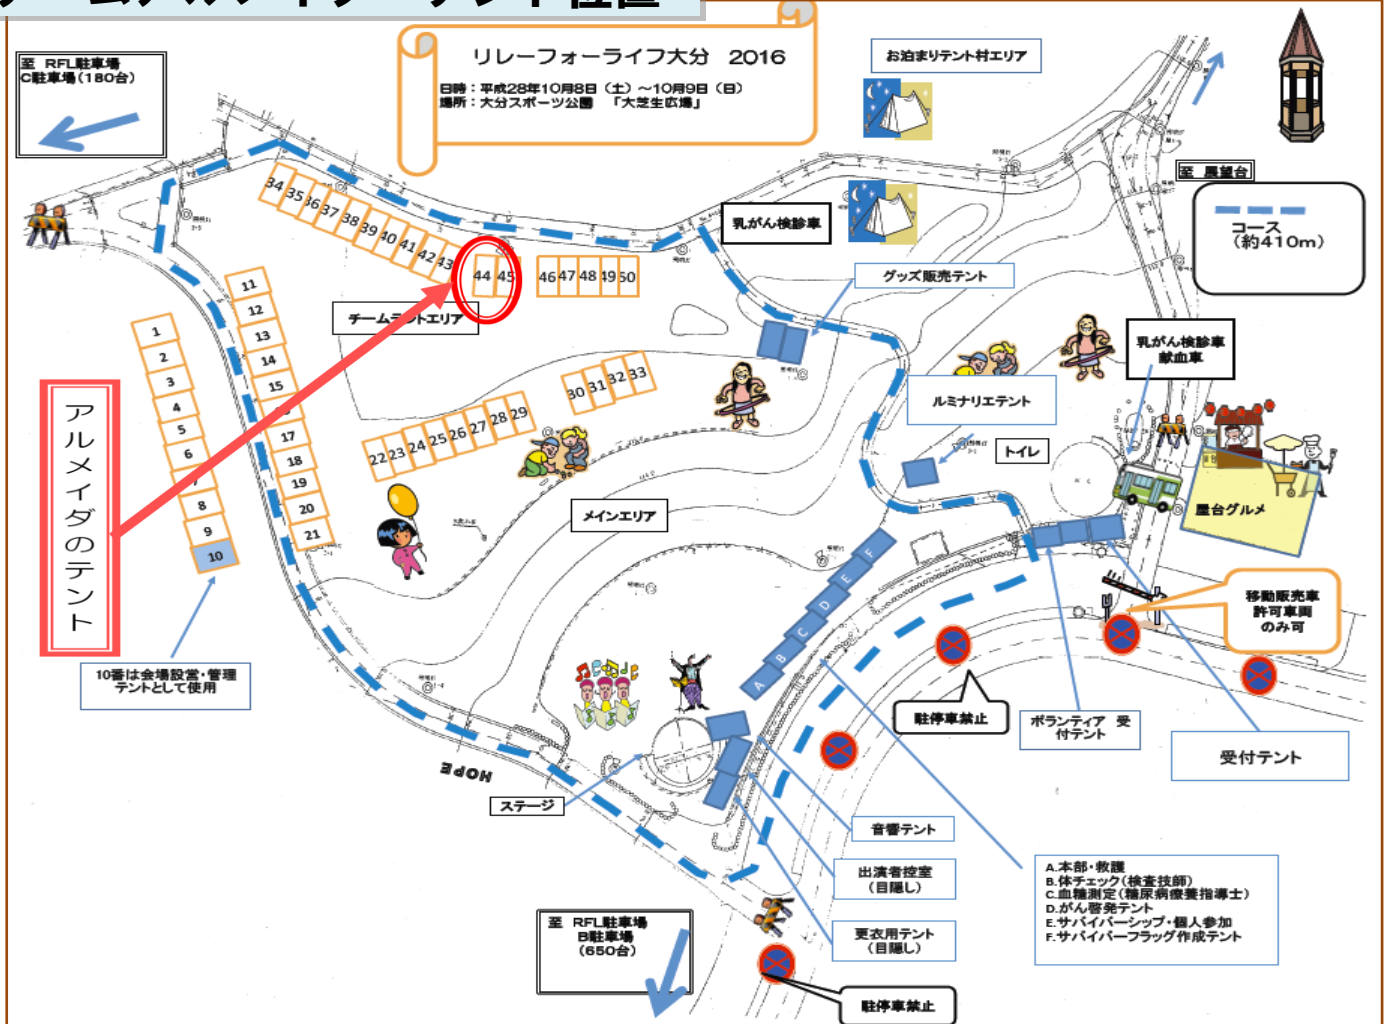 至 RFL駐車場
C駐車場(180台)
リレーフォーライフ大分 2016
日時:平成28年10月8日(土)~10月9日(日)
場所:大分スポーツ公園 「大芝生広場」
お泊まりテント村エリア
至 展望台
コース
(約410m)
乳がん検診車
グッズ販売テント
34
35
36
37
38
39
40
41
42
43
44
45
46
47
48
49
50
チームテントエリア
11
12
13
14
15
17
18
19
20
21
1
2
3
4
5
6
7
8
9
10
アルメイダのテント
30
31
32
33
22
23
24
25
26
27
28
29
乳がん検診車
献血車
ルミナリエテント
トイレ
メインエリア
屋台グルメ
F
E
D
C
B
A
移動販売車
許可車両
のみ可
10番は会場設営・管理
テントとして使用
駐停車禁止
ボランティア 受
付テント
受付テント
HOPE
ステージ
音響テント
出演者控室
(目隠し)
更衣用テント
(目隠し)
A.本部・救護
B.体チェック(検査技師)
C.血糖測定(糖尿病療養指導士)
D.がん啓発テント
E.サバイバーシップ・個人参加
F.サバイバーフラッグ作成テント
至 RFL駐車場
B駐車場
(650台)
駐停車禁止